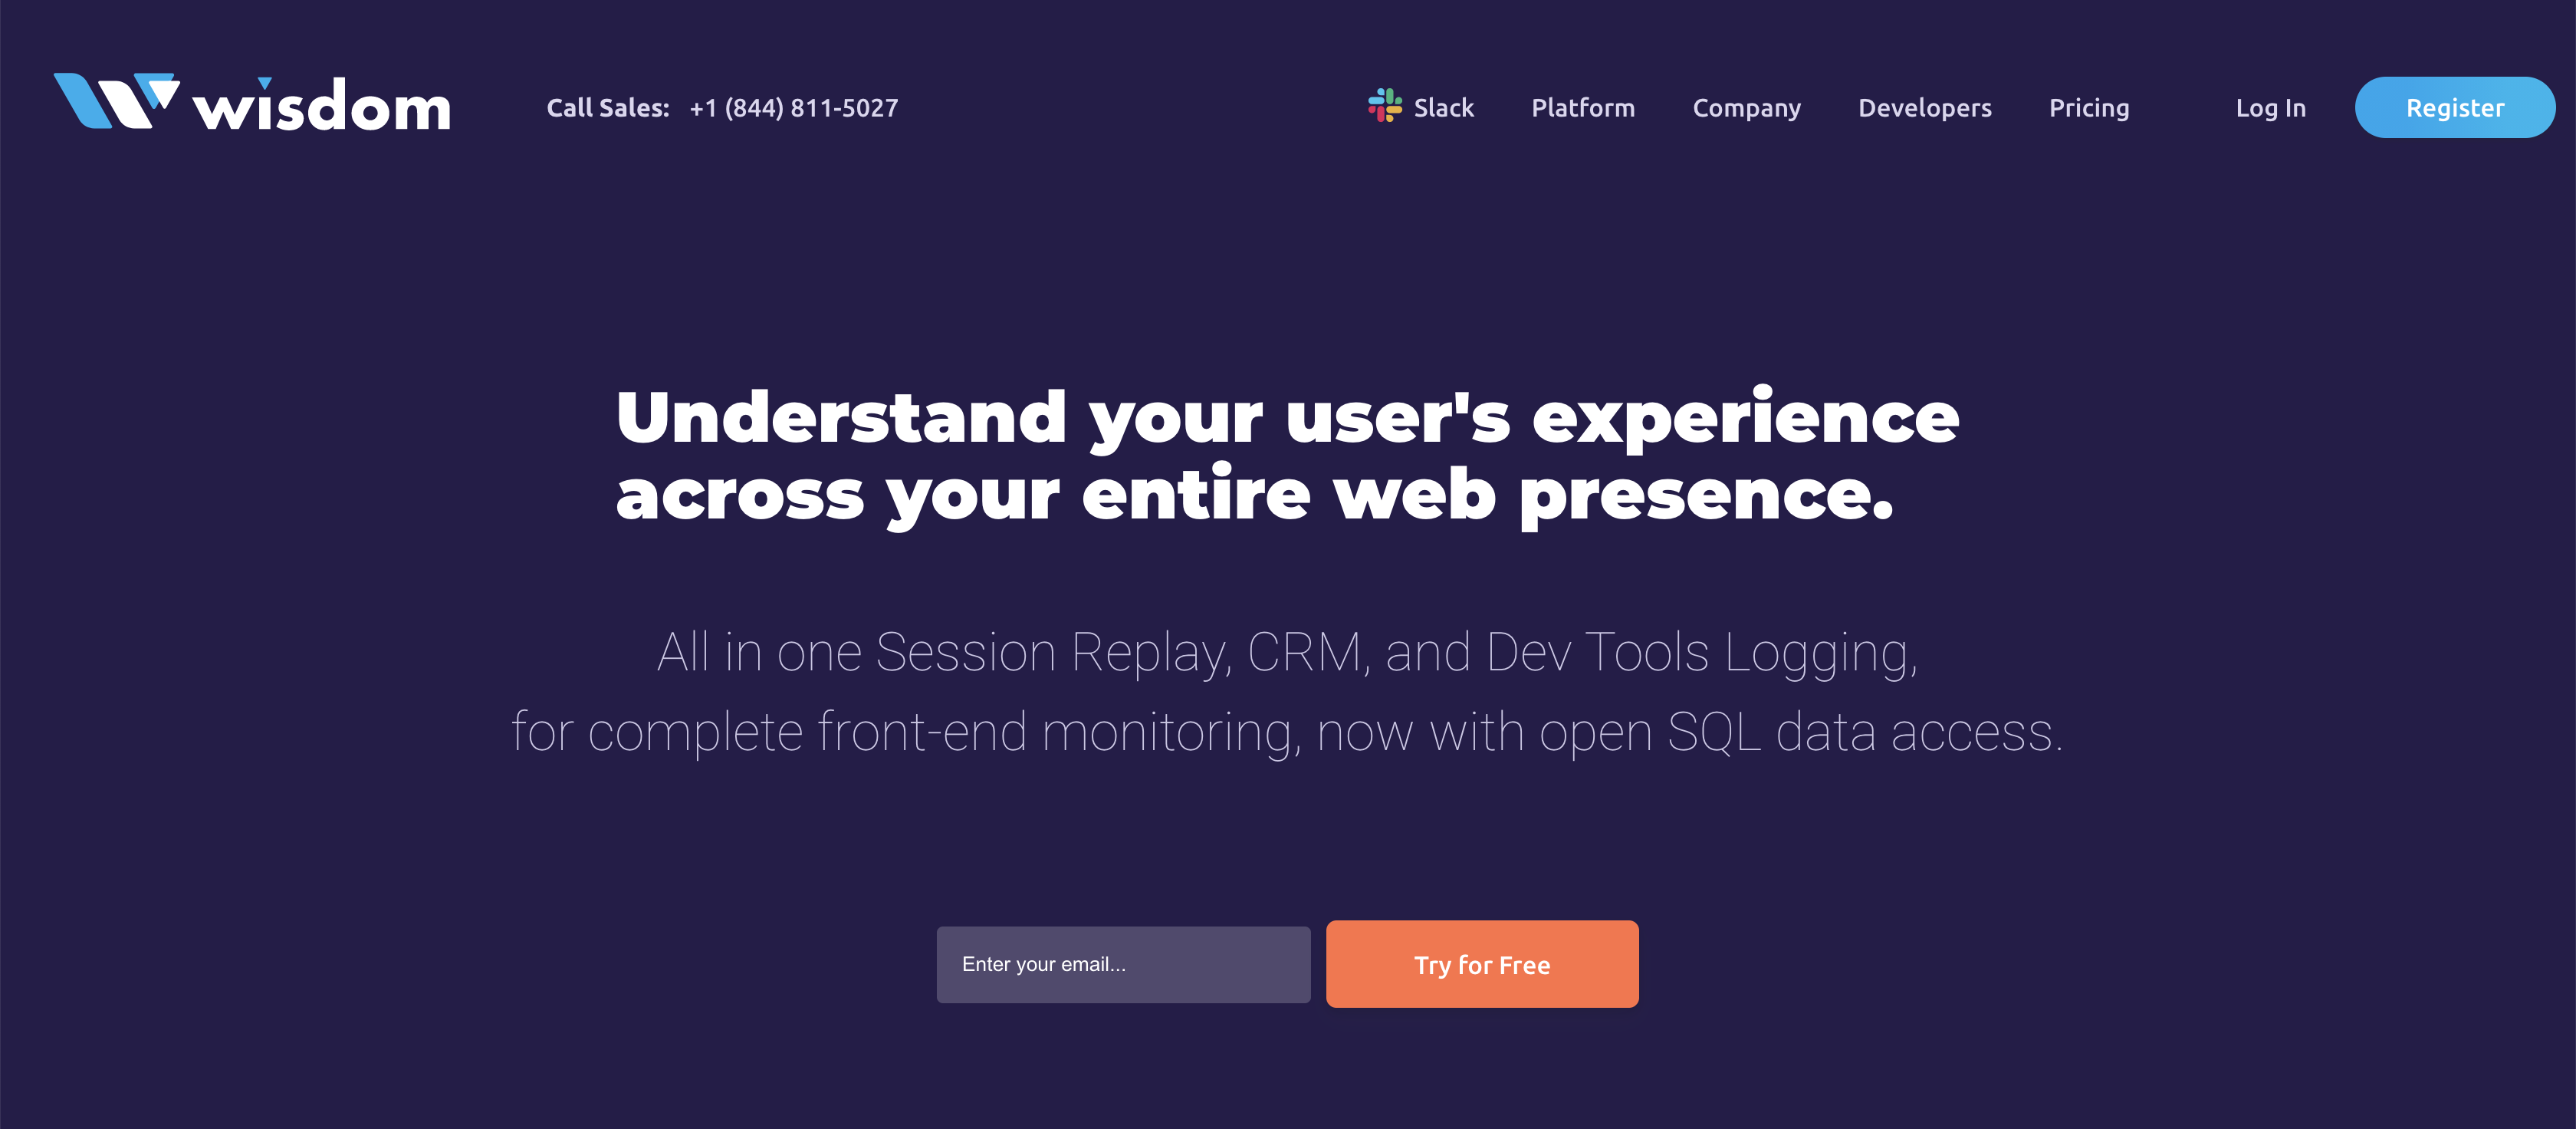 wisdom
Call Sales: +1 (844) 811-5027
Slack Platform Company Developers Pricing Log In Register
Understand your user's experience
across your entire web presence.
All in one Session Replay, CRM, and Dev Tools Logging,
for complete front-end monitoring, now with open SQL data access.
Enter your email...
Try for Free